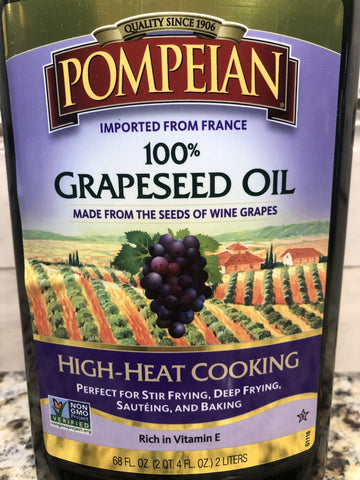 QUALITY SINCE 1906
POMPEIAN®
IMPORTED FROM FRANCE
100%
GRAPESEED OIL
MADE FROM THE SEEDS OF WINE GRAPES
HIGH-HEAT COOKING
PERFECT FOR STIR FRYING, DEEP FRYING,
SAUTÉING, AND BAKING
NON
GMO
Project
VERIFIED
nongmoproject.org
Rich in Vitamin E
68 FL. OZ. (2 QT. 4 FL. OZ.) 2 LITERS